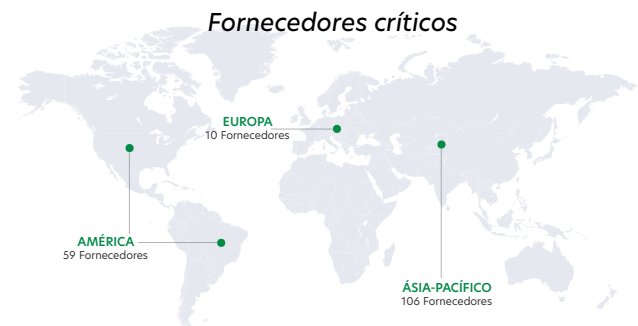 Fornecedores críticos
EUROPA
10 Fornecedores
AMÉRICA
59 Fornecedores
ÁSIA-PACÍFICO
106 Fornecedores